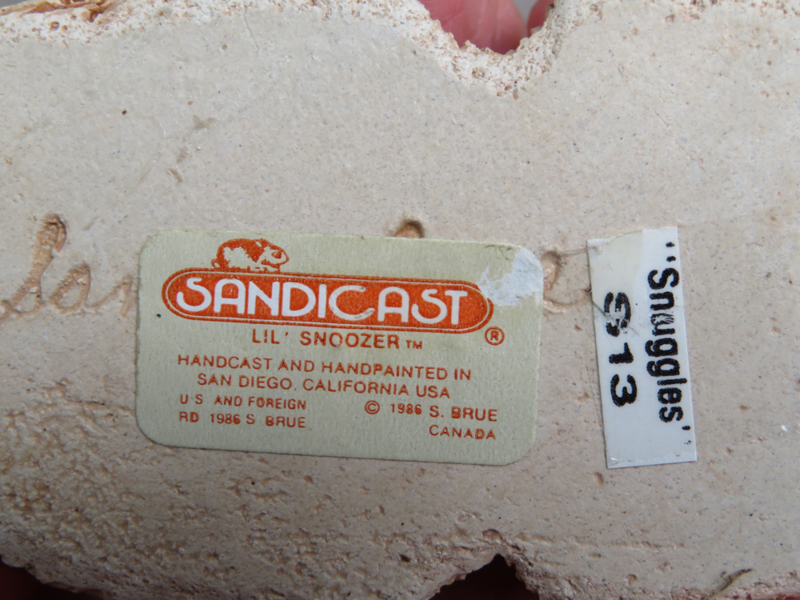 SANDICAST ®
LIL' SNOOZER ™
HANDCAST AND HANDPAINTED IN
SAN DIEGO. CALIFORNIA USA
U S AND FOREIGN
RD 1986 S BRUE
© 1986 S. BRUE
CANADA
"Snuggles"
S13